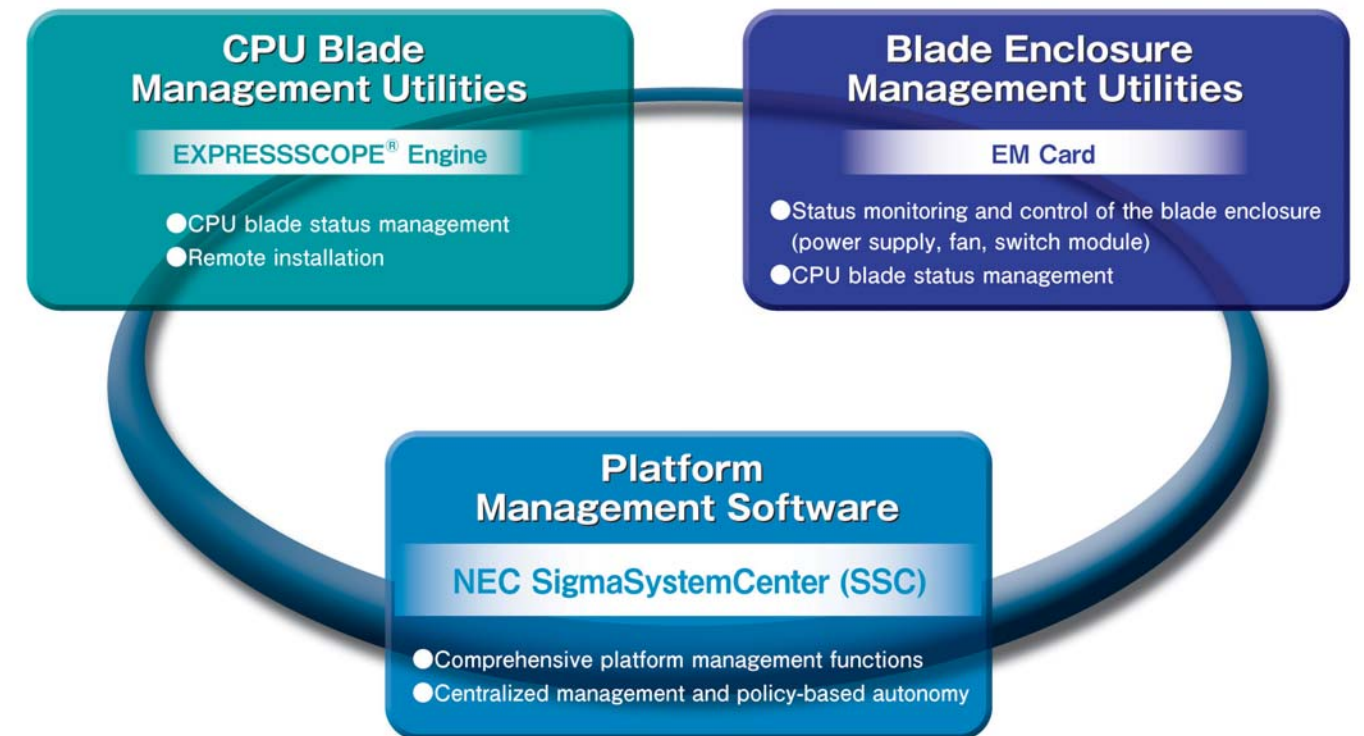 CPU Blade
Management Utilities
EXPRESSSCOPE® Engine
●CPU blade status management
●Remote installation
Blade Enclosure
Management Utilities
EM Card
●Status monitoring and control of the blade enclosure
(power supply, fan, switch module)
●CPU blade status management
Platform
Management Software
NEC SigmaSystemCenter (SSC)
●Comprehensive platform management functions
●Centralized management and policy-based autonomy